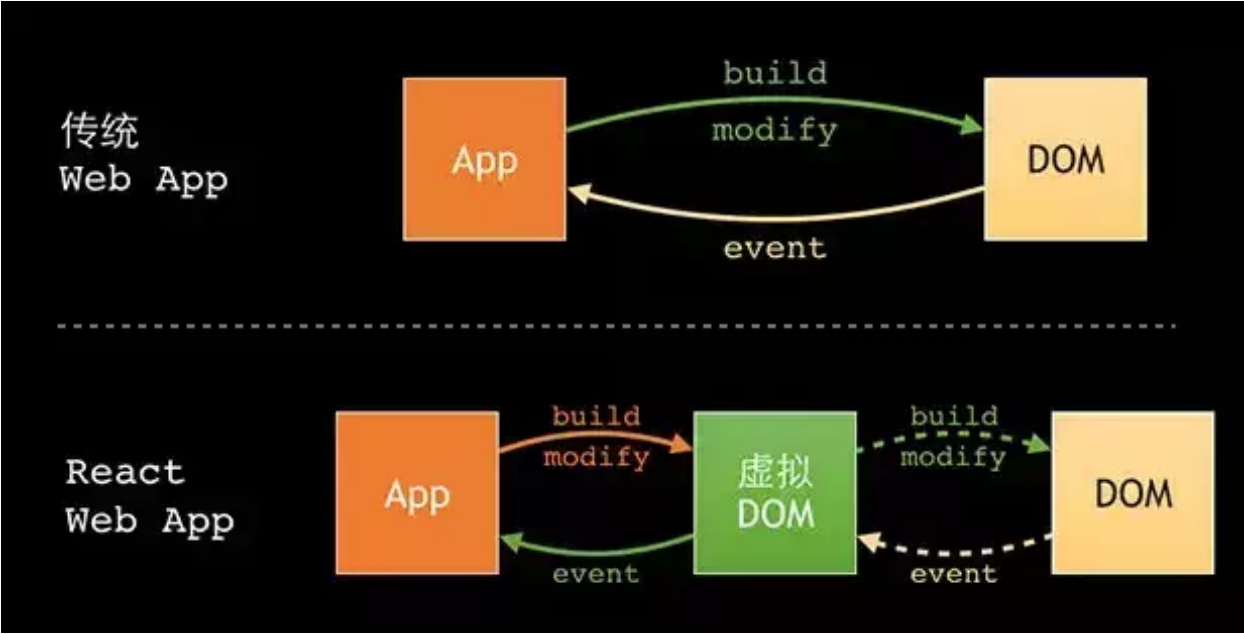 传统
Web App
App
build
modify
event
DOM
React
Web App
App
build
modify
event
虚拟
DOM
build
modify
event
DOM